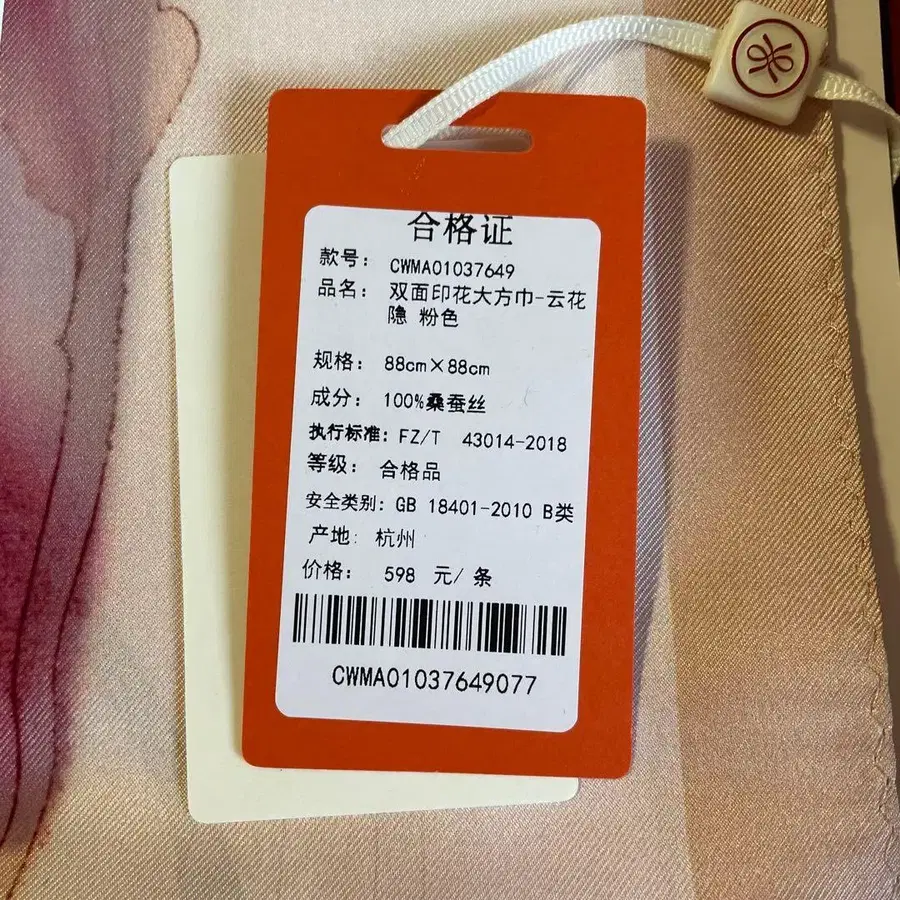 合格证
款号： CWMA01037649
品名： 双面印花大方巾-云花
隐 粉色
规格： 88cm×88cm
成分： 100%桑蚕丝
执行标准：FZ/T 43014-2018
等级： 合格品
安全类别：GB 18401-2010 B类
产地： 杭州
价格： 598 元/ 条
CWMA01037649077